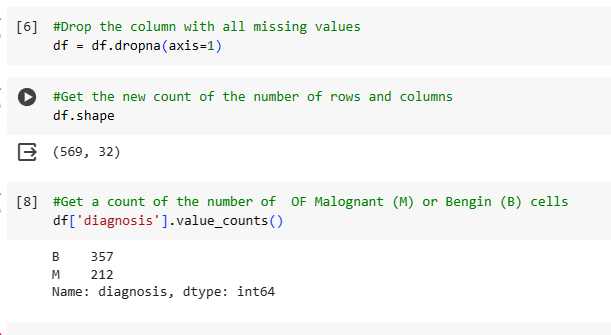 [6] #Drop the column with all missing values
df = df.dropna(axis=1)
#Get the new count of the number of rows and columns
df.shape
(569, 32)
[8] #Get a count of the number of  OF Malognant (M) or Bengin (B) cells
df['diagnosis'].value_counts()
B    357
M    212
Name: diagnosis, dtype: int64